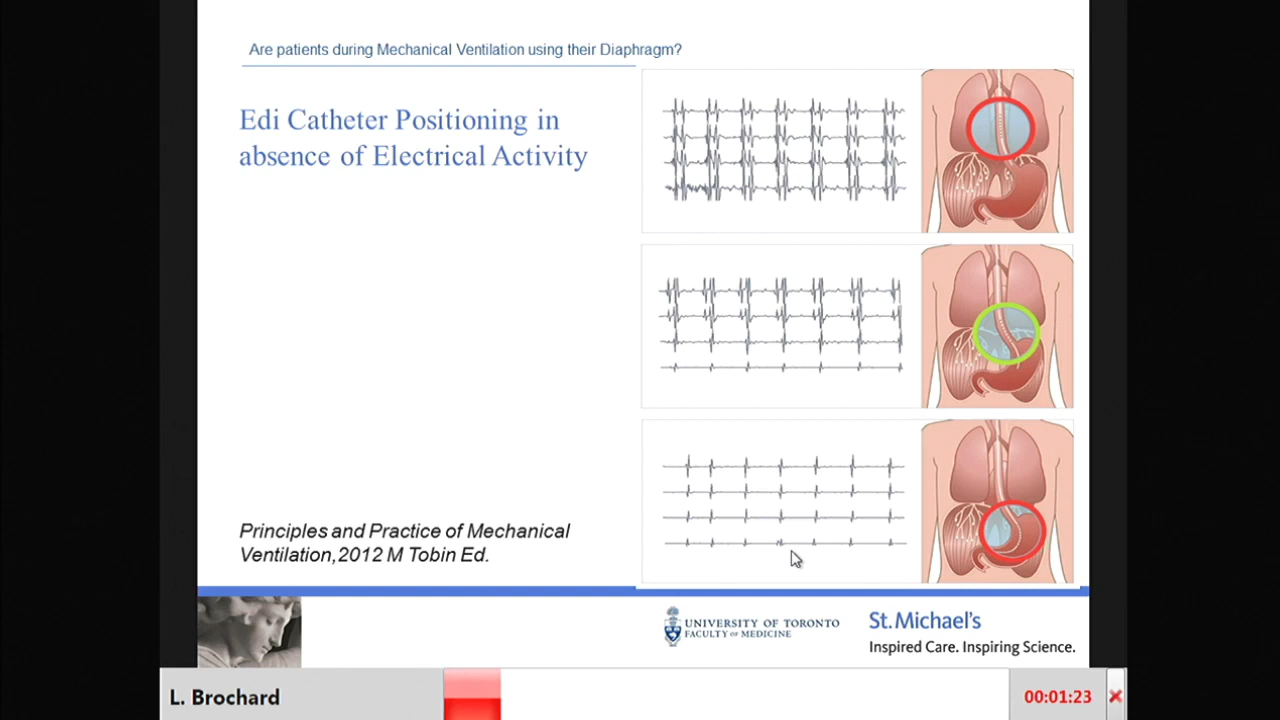 Are patients during Mechanical Ventilation using their Diaphragm?
Edi Catheter Positioning in
absence of Electrical Activity
Principles and Practice of Mechanical
Ventilation,2012 M Tobin Ed.
UNIVERSITY OF TORONTO
FACULTY OF MEDICINE
St. Michael's
Inspired Care. Inspiring Science.
L. Brochard
00:01:23